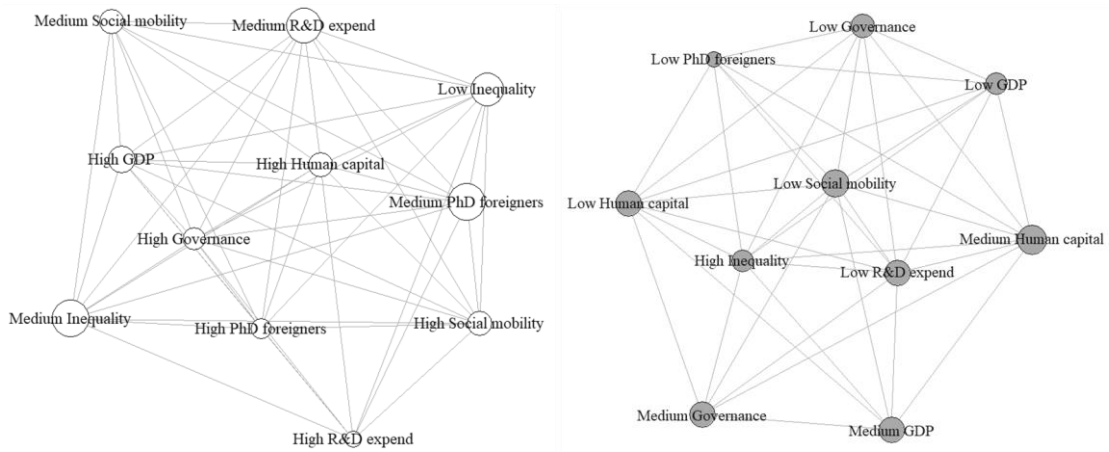 Medium Social mobility
Medium R&D expend
Low Inequality
High GDP
High Human capital
Medium PhD foreigners
High Governance
Medium Inequality
High PhD foreigners
High Social mobility
High R&D expend
Low Governance
Low PhD foreigners
Low GDP
Low Social mobility
Low Human capital
Medium Human capital
High Inequality
Low R&D expend
Medium Governance
Medium GDP